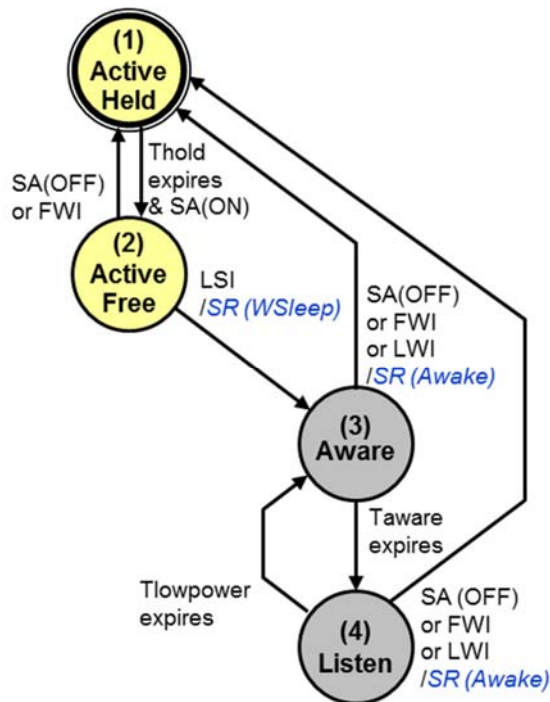 (1)
Active
Held
Thold
expires
& SA(ON)
SA(OFF)
or FWI
(2)
Active
Free
LSI
/SR (WSleep)
SA(OFF)
or FWI
or LWI
/SR (Awake)
(3)
Aware
Taware
expires
Tlowpower
expires
(4)
Listen
SA (OFF)
or FWI
or LWI
/SR (Awake)